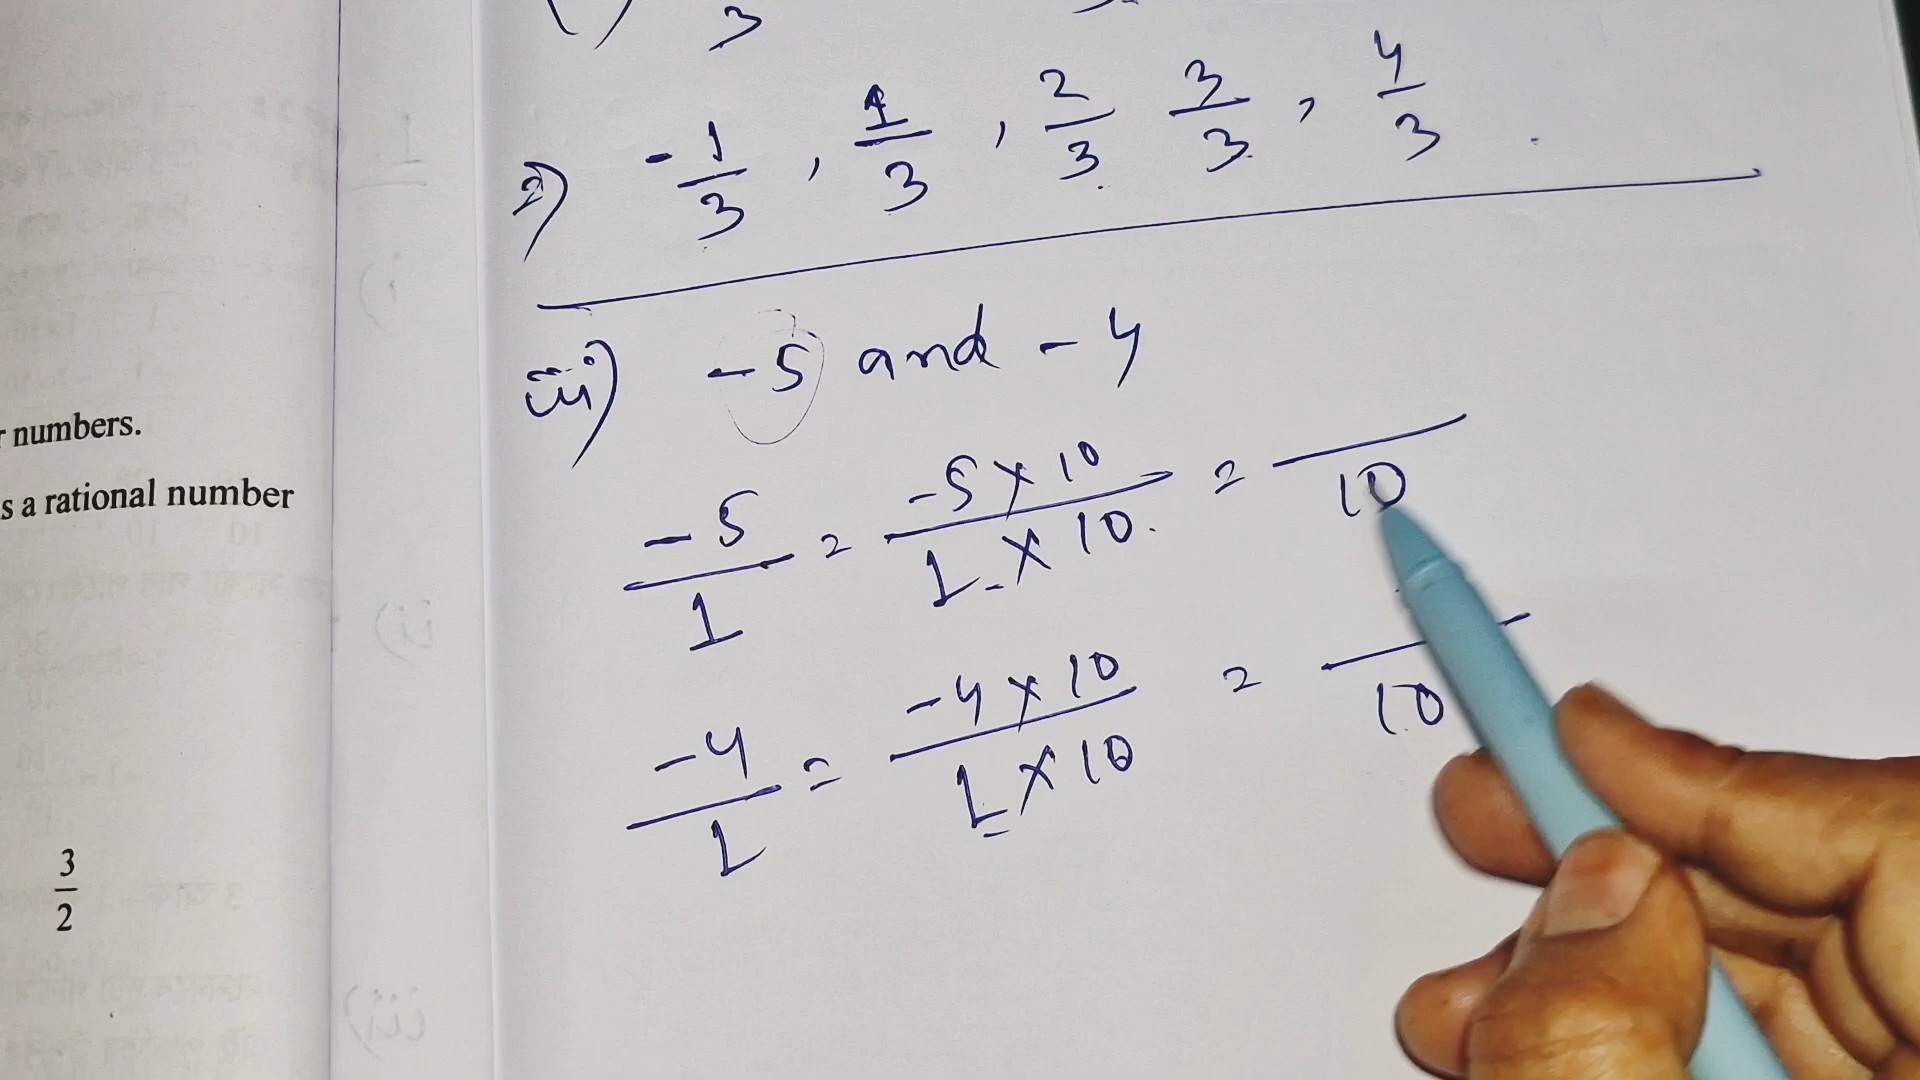 3
2) -1/3 , 1/3 , 2/3 3/3 , 4/3 .
iii) -5 and -4
-5/1 = -5 x 10 / 1 x 10 = /10
-4/1 = -4 x 10 / 1 x 10 = /10
numbers.
s a rational number
3/2